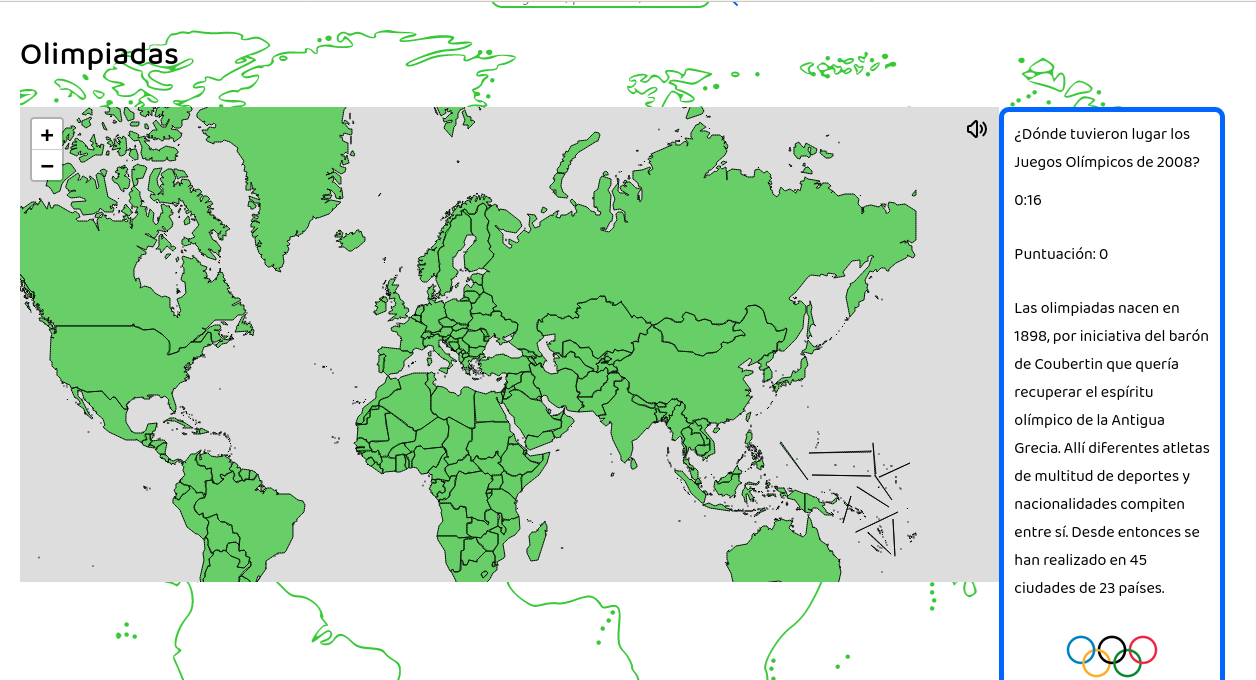 Olimpiadas
+
−
¿Dónde tuvieron lugar los
Juegos Olímpicos de 2008?
0:16
Puntuación: 0
Las olimpiadas nacen en
1898, por iniciativa del barón
de Coubertin que quería
recuperar el espíritu
olímpico de la Antigua
Grecia. Allí diferentes atletas
de multitud de deportes y
nacionalidades compiten
entre sí. Desde entonces se
han realizado en 45
ciudades de 23 países.